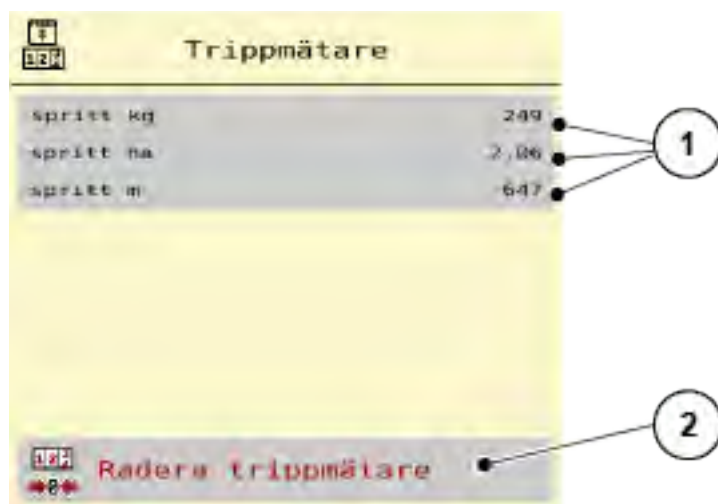 Trippmätare
spritt kg 249
spritt ha 2,06
spritt m 647
1
2
Radera trippmätare